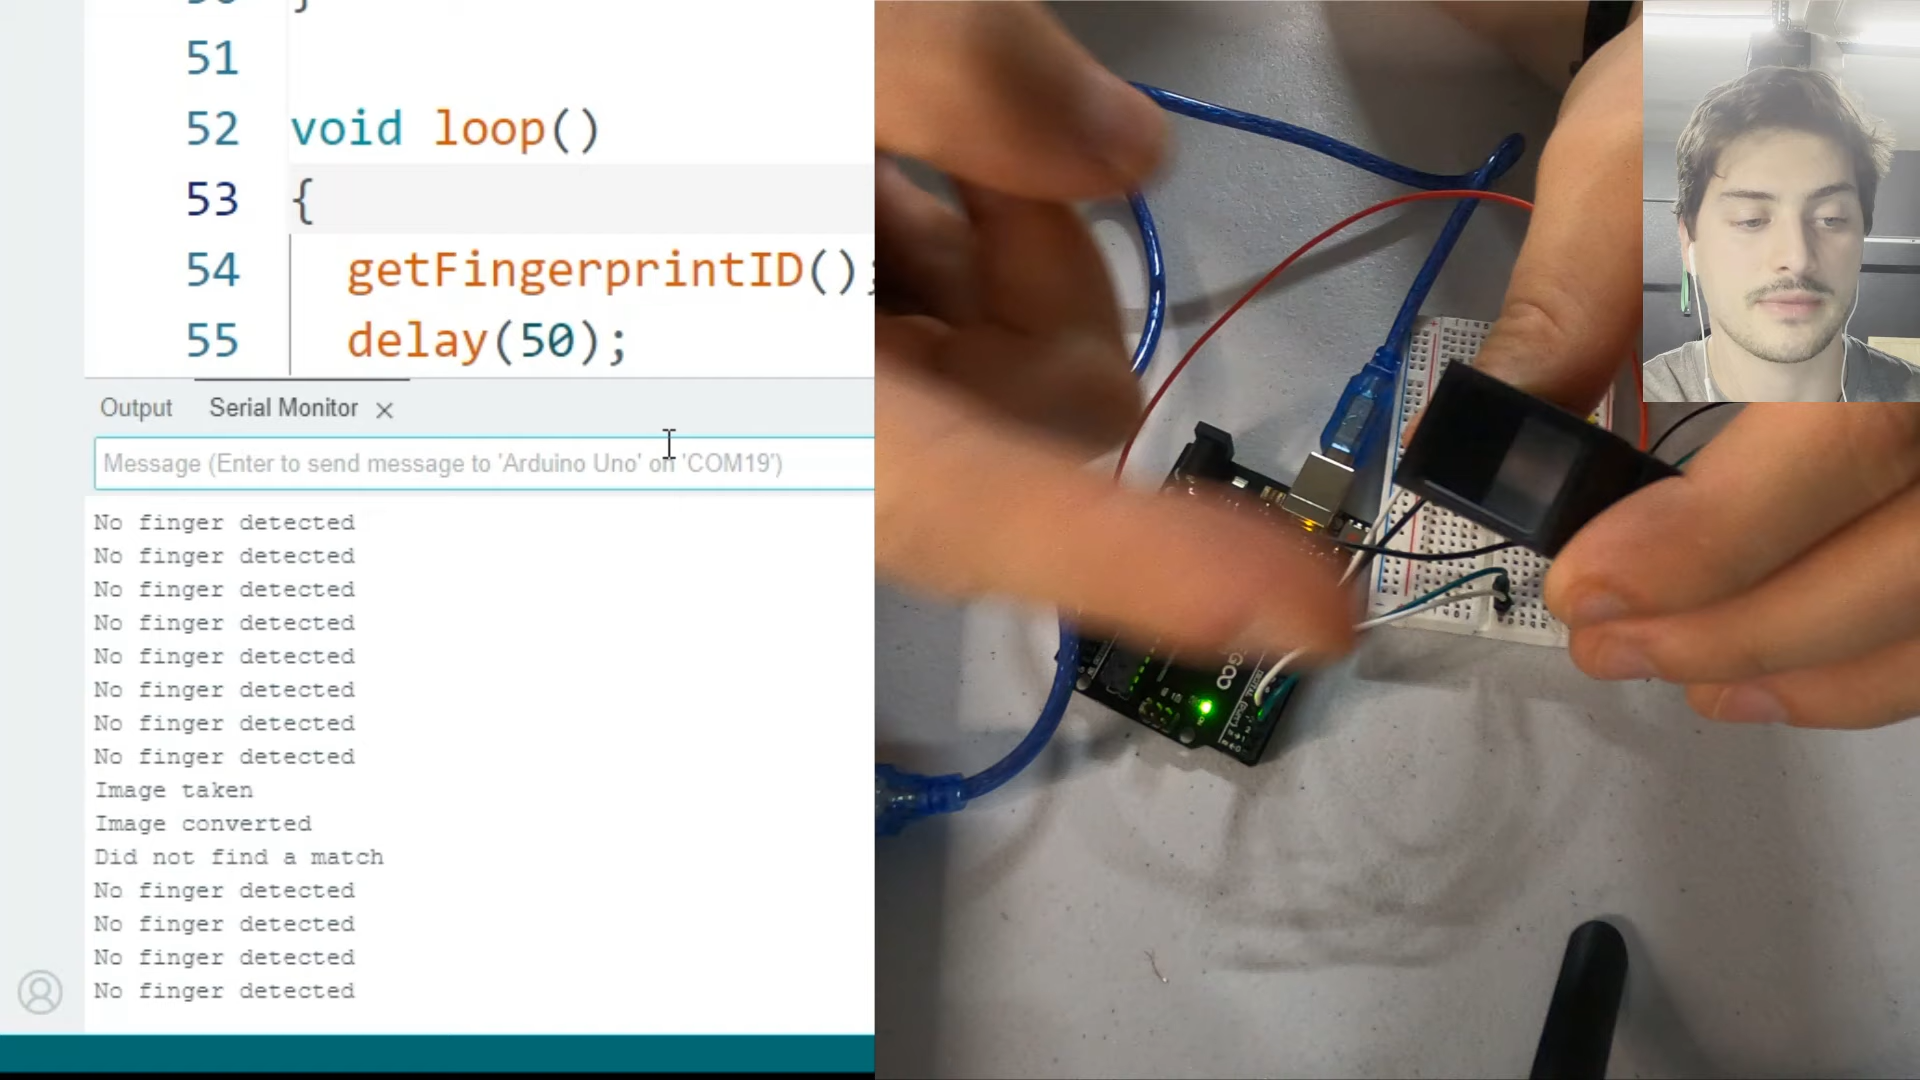 51
52 void loop()
53 {
54 getFingerprintID();
55 delay(50);
Output Serial Monitor
Message (Enter to send message to 'Arduino Uno' on 'COM19')
No finger detected
No finger detected
No finger detected
No finger detected
No finger detected
No finger detected
No finger detected
No finger detected
Image taken
Image converted
Did not find a match
No finger detected
No finger detected
No finger detected
No finger detected